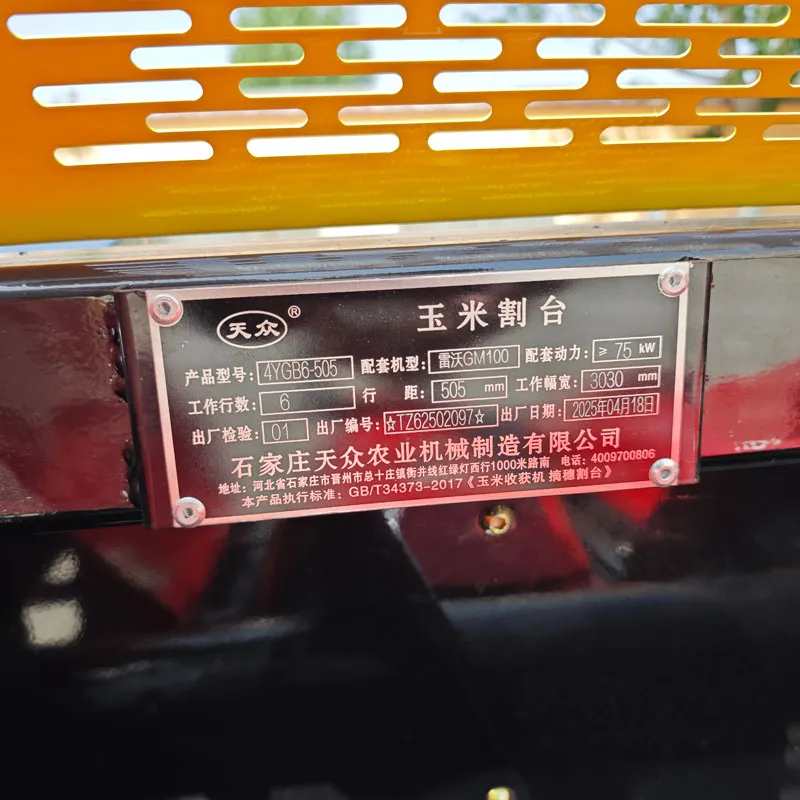 天众® 玉米割台
产品型号: 4YGB6-505 配套机型: 雷沃GM100 配套动力: ≥ 75 kW
工作行数: 6 行 距: 505 mm 工作幅宽: 3030 mm
出厂检验: 01 出厂编号: ☆TZ62502097☆ 出厂日期: 2025年04月18日
石家庄天众农业机械制造有限公司
地址: 河北省石家庄市晋州市总十庄镇衡井线红绿灯西行1000米路南 电话: 4009700806
本产品执行标准: GB/T34373-2017《玉米收获机 摘穗割台》